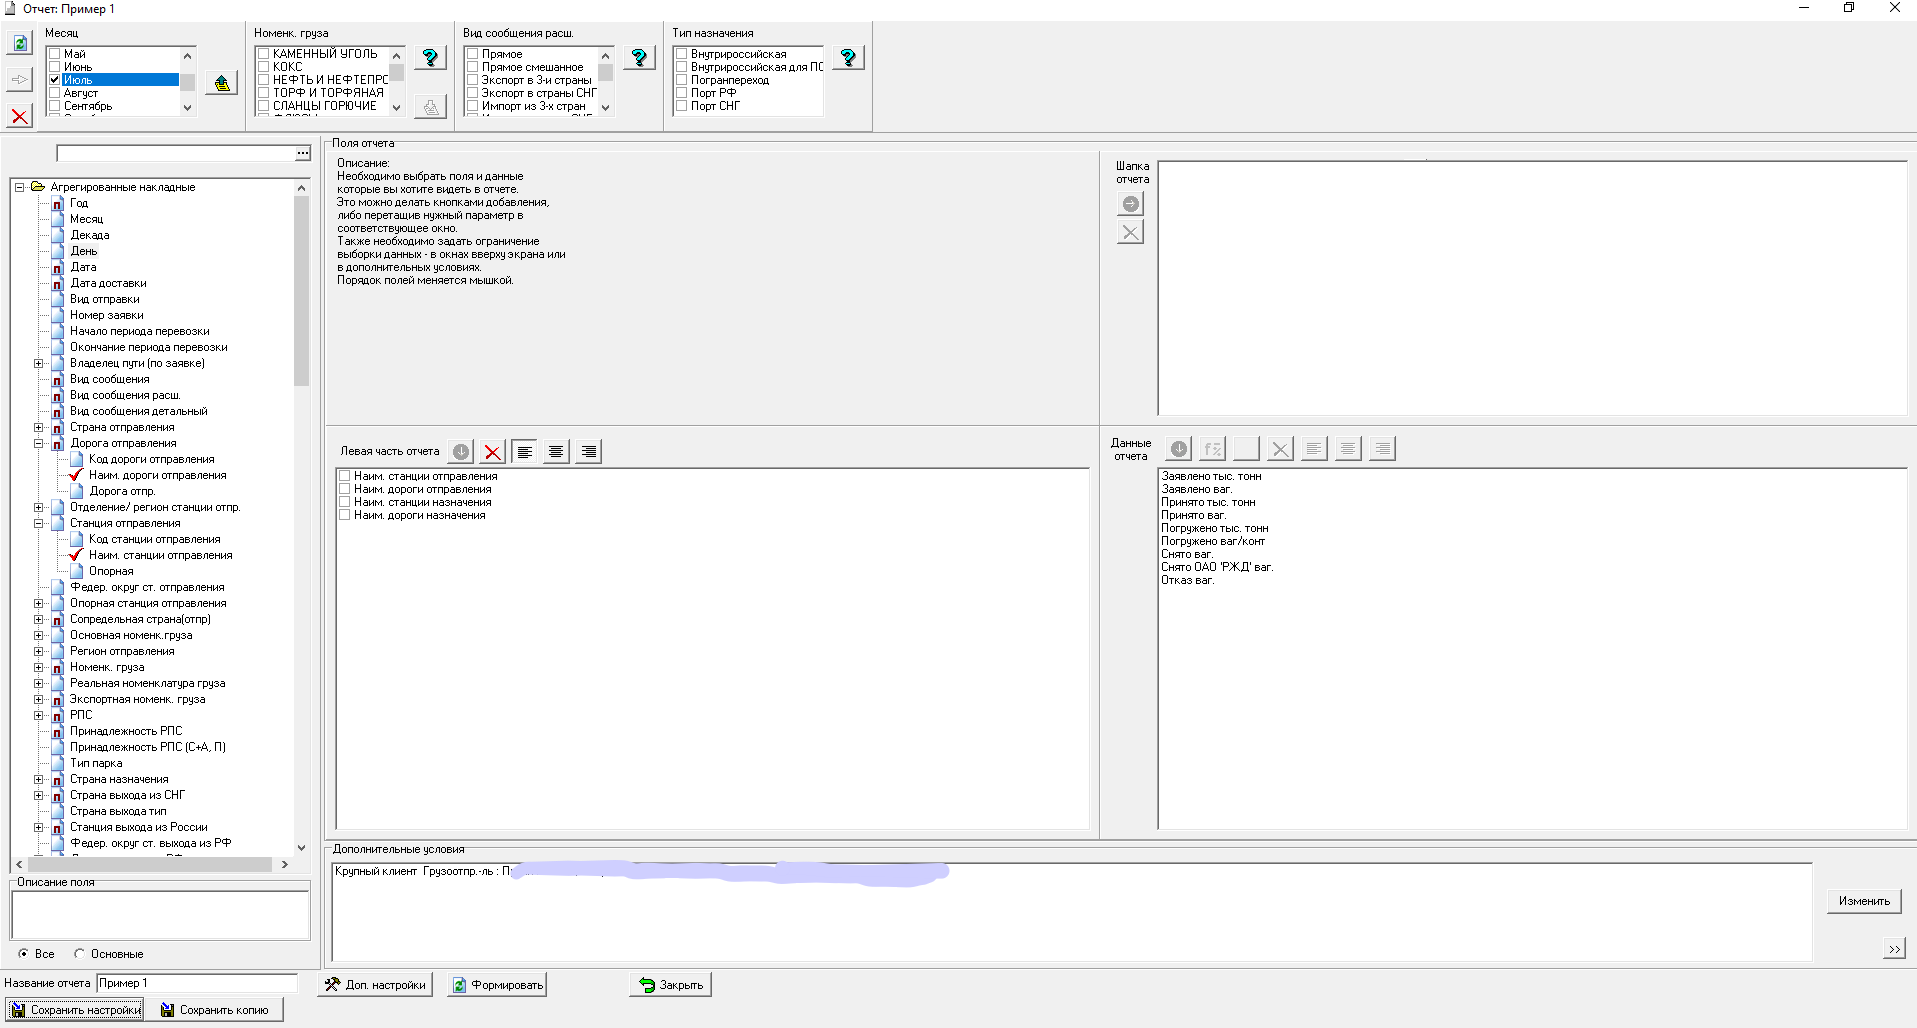 Отчет: Пример 1
Месяц
Май
Июнь
Июль
Август
Сентябрь
Номенк. груза
КАМЕННЫЙ УГОЛЬ
КОКС
НЕФТЬ И НЕФТЕПРС
ТОРФ И ТОРФЯНАЯ
СЛАНЦЫ ГОРЮЧИЕ
Вид сообщения расш.
Прямое
Прямое смешанное
Экспорт в 3-и страны
Экспорт в страны СНГ
Импорт из 3-х стран
Тип назначения
Внутрироссийская
Внутрироссийская для ПО
Погранпереход
Порт РФ
Порт СНГ
...
Агрегированные накладные
Год
Месяц
Декада
День
Дата
Дата доставки
Вид отправки
Номер заявки
Начало периода перевозки
Окончание периода перевозки
Владелец пути (по заявке)
Вид сообщения
Вид сообщения расш.
Вид сообщения детальный
Страна отправления
Дорога отправления
Код дороги отправления
Наим. дороги отправления
Дорога отпр.
Отделение/ регион станции отпр.
Станция отправления
Код станции отправления
Наим. станции отправления
Опорная
Федер. округ ст. отправления
Опорная станция отправления
Сопредельная страна(отпр)
Основная номенк.груза
Регион отправления
Номенк. груза
Реальная номенклатура груза
Экспортная номенк. груза
РПС
Принадлежность РПС
Принадлежность РПС (С+А, П)
Тип парка
Страна назначения
Страна выхода из СНГ
Страна выхода тип
Станция выхода из России
Федер. округ ст. выхода из РФ
Описание поля
Все
Основные
Поля отчета
Описание:
Необходимо выбрать поля и данные
которые вы хотите видеть в отчете.
Это можно делать кнопками добавления,
либо перетащив нужный параметр в
соответствующее окно.
Также необходимо задать ограничение
выборки данных - в окнах вверху экрана или
в дополнительных условиях.
Порядок полей меняется мышкой.
Шапка
отчета
Левая часть отчета
Наим. станции отправления
Наим. дороги отправления
Наим. станции назначения
Наим. дороги назначения
Данные
отчета
Заявлено тыс. тонн
Заявлено ваг.
Принято тыс. тонн
Принято ваг.
Погружено тыс. тонн
Погружено ваг/конт
Снято ваг.
Снято ОАО 'РЖД' ваг.
Отказ ваг.
Дополнительные условия
Крупный клиент Грузоотпр.-ль :
Изменить
>>
Название отчета Пример 1
Доп. настройки
Формировать
Закрыть
Сохранить настройки
Сохранить копию